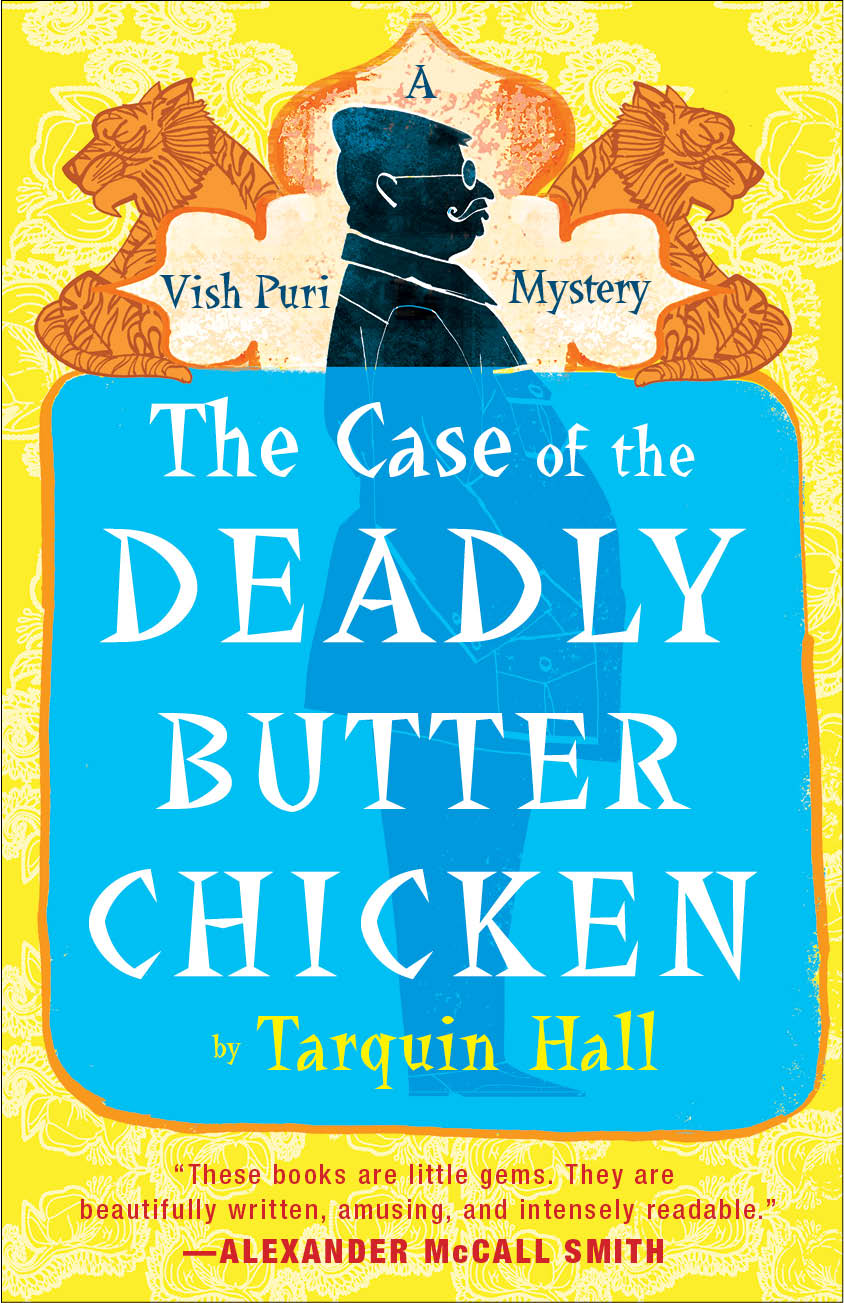 A
Vish Puri Mystery
The Case of the
DEADLY
BUTTER
CHICKEN
by Tarquin Hall
“These books are little gems. They are
beautifully written, amusing, and intensely readable.”
—ALEXANDER McCALL SMITH